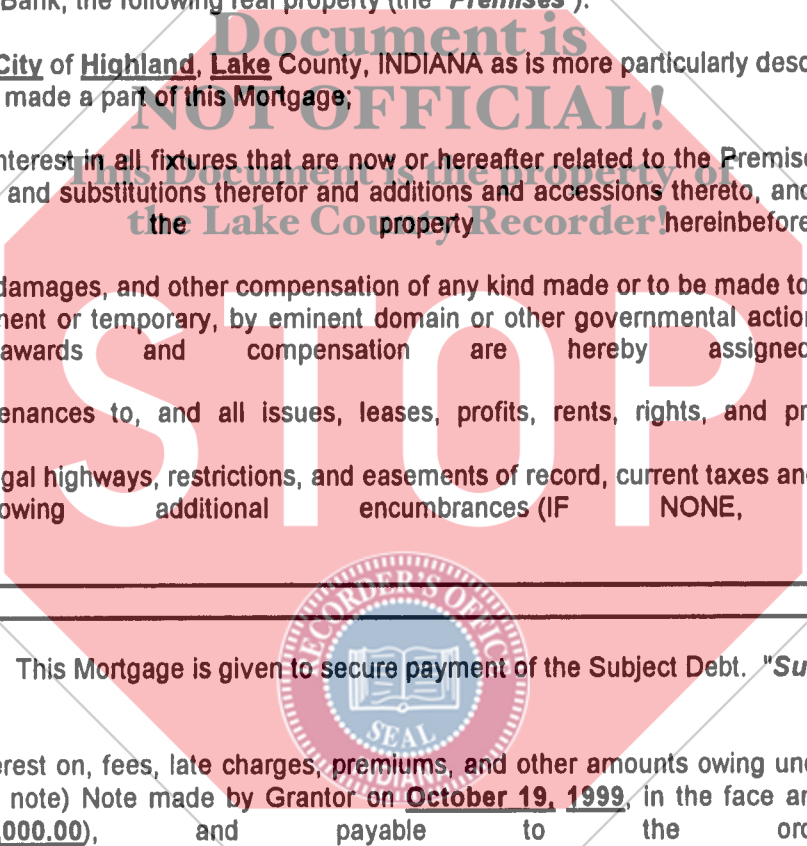 Bank, the following real property (the "Premises").
Document is
City of Highland, Lake County, INDIANA as is more particularly desc
made a part of this Mortgage;
NOT OFFICIAL!
nterest in all fixtures that are now or hereafter related to the Premise
This Document is the property of
and substitutions therefor and additions and accessions thereto, and
the Lake County Recorder!
the property hereinbefore
damages, and other compensation of any kind made or to be made to
nent or temporary, by eminent domain or other governmental action
awards and compensation are hereby assigned
STOP
enances to, and all issues, leases, profits, rents, rights, and pr
gal highways, restrictions, and easements of record, current taxes and
owing additional encumbrances (IF NONE,
RECORDER'S OFFICE
This Mortgage is given to secure payment of the Subject Debt. "Su
SEAL
erest on, fees, late charges, premiums, and other amounts owing und
INDIANA
note) Note made by Grantor on October 19, 1999, in the face am
,000.00), and payable to the ord